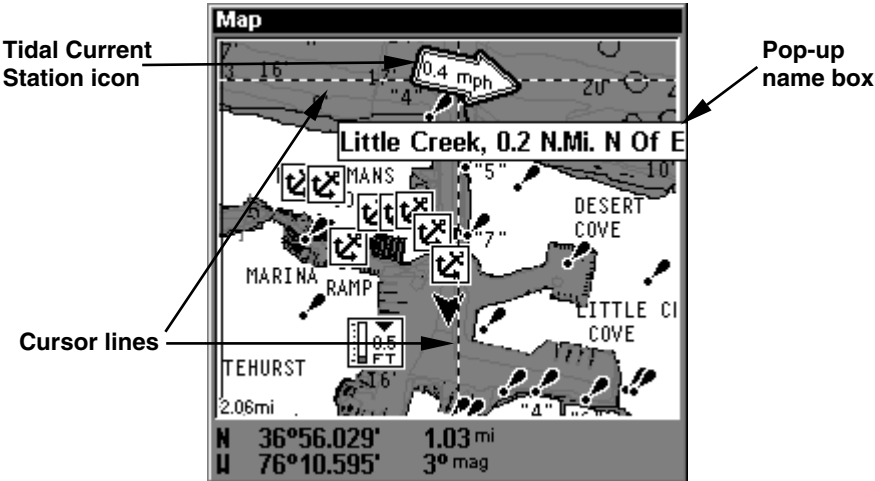 Map
Tidal Current
Station icon
Pop-up
name box
0.4 mph
16'
17'
"4"
20'
Little Creek, 0.2 N.Mi. N Of E
10'
"5"
MANS
DESERT
COVE
"7"
MARINA
RAMP
LITTLE C
COVE
Cursor lines
0.5
FT
TEHURST
16'
2.06mi
"4"
N 36°56.029' 1.03 mi
W 76°10.595' 3° mag